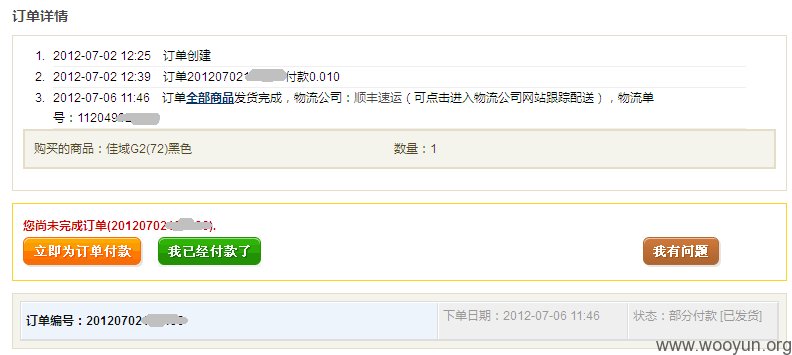 订单详情
1. 2012-07-02 12:25 订单创建
2. 2012-07-02 12:39 订单201207021付款0.010
3. 2012-07-06 11:46 订单全部商品发货完成，物流公司：顺丰速运（可点击进入物流公司网站跟踪配送），物流单
号：112049
购买的商品：佳域G2(72)黑色 数量：1
您尚未完成订单(201207021).
立即为订单付款 我已经付款了 我有问题
订单编号：20120702 下单日期：2012-07-06 11:46 状态：部分付款 [已发货]
www.wooyun.org